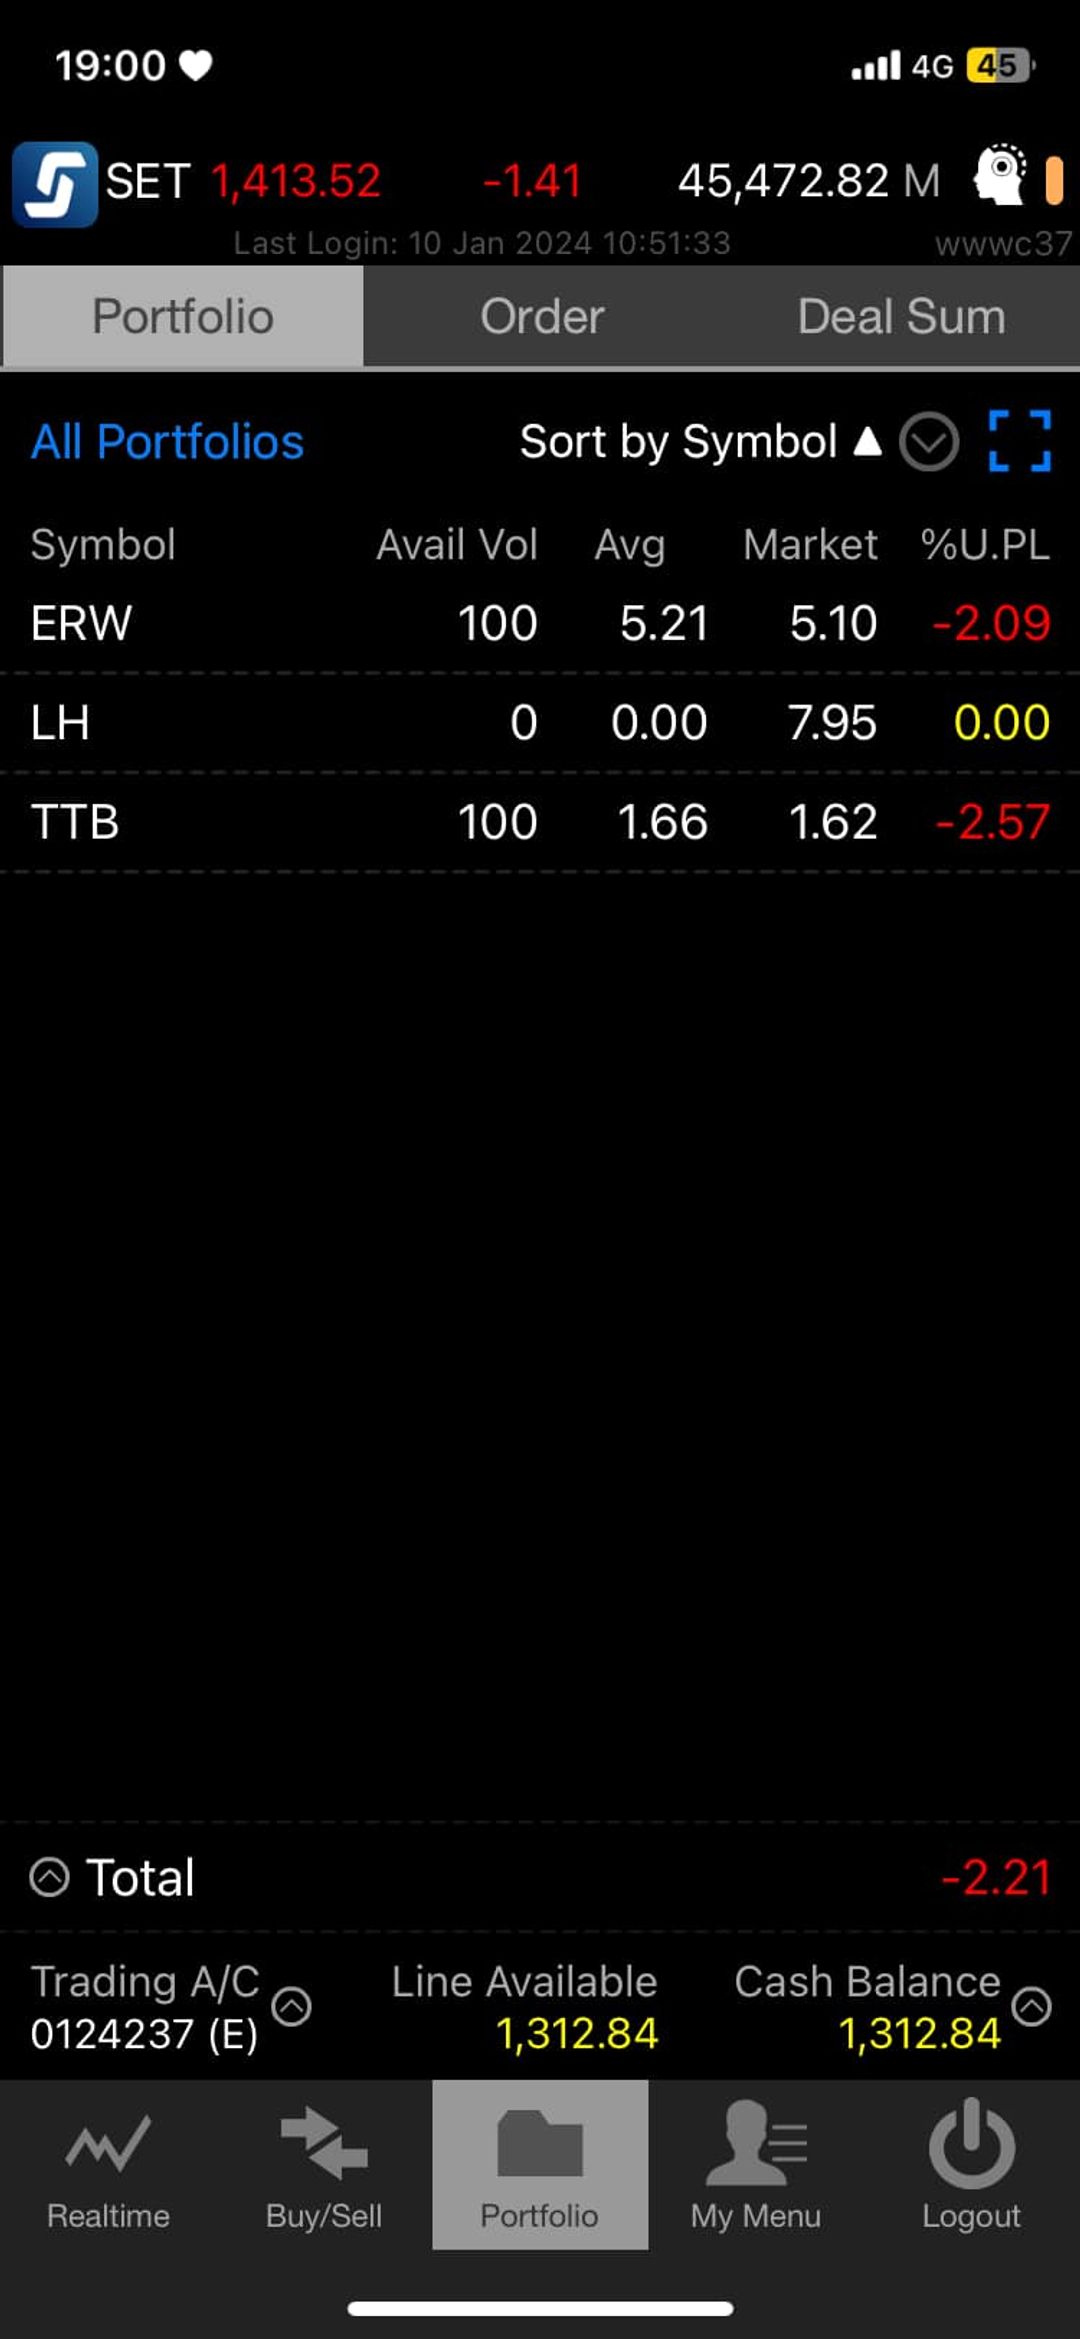 19:00 4G 45
SET 1,413.52 -1.41 45,472.82 M
Last Login: 10 Jan 2024 10:51:33 wwwc37
Portfolio Order Deal Sum
All Portfolios Sort by Symbol ▲
Symbol Avail Vol Avg Market %U.PL
ERW 100 5.21 5.10 -2.09
LH 0 0.00 7.95 0.00
TTB 100 1.66 1.62 -2.57
Total -2.21
Trading A/C Line Available Cash Balance
0124237 (E) 1,312.84 1,312.84
Realtime Buy/Sell Portfolio My Menu Logout